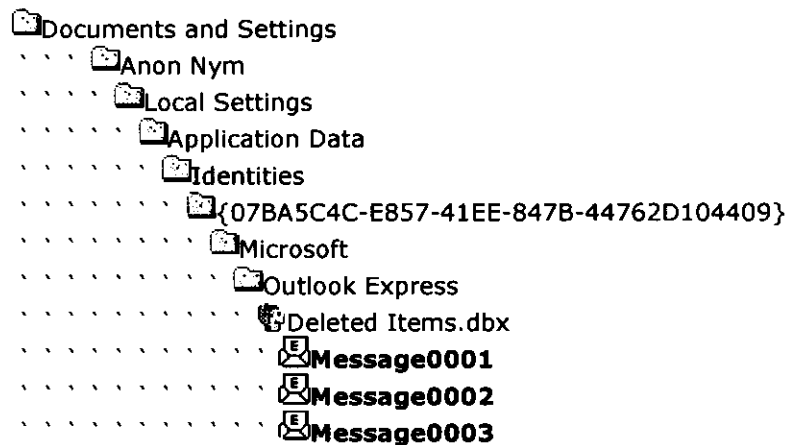 Documents and Settings
Anon Nym
Local Settings
Application Data
Identities
{07BA5C4C-E857-41EE-847B-44762D104409}
Microsoft
Outlook Express
Deleted Items.dbx
Message0001
Message0002
Message0003